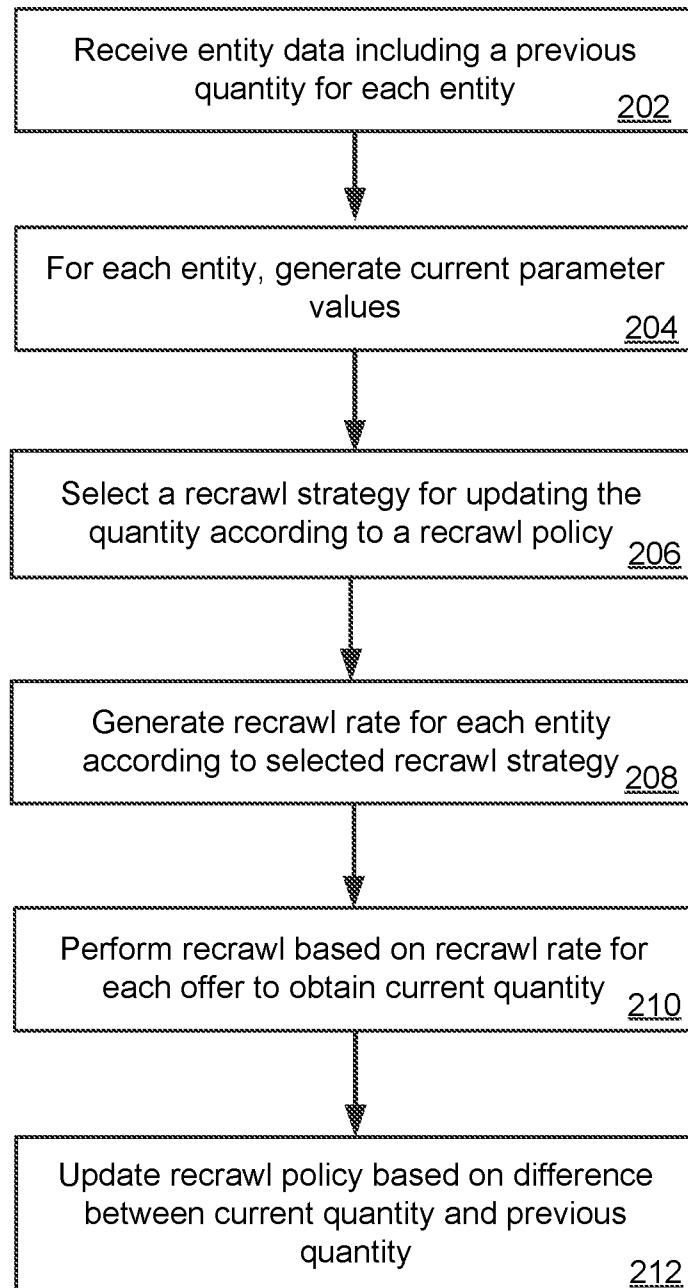 Receive entity data including a previous
quantity for each entity
202
For each entity, generate current parameter
values
204
Select a recrawl strategy for updating the
quantity according to a recrawl policy
206
Generate recrawl rate for each entity
according to selected recrawl strategy
208
Perform recrawl based on recrawl rate for
each offer to obtain current quantity
210
Update recrawl policy based on difference
between current quantity and previous
quantity
212